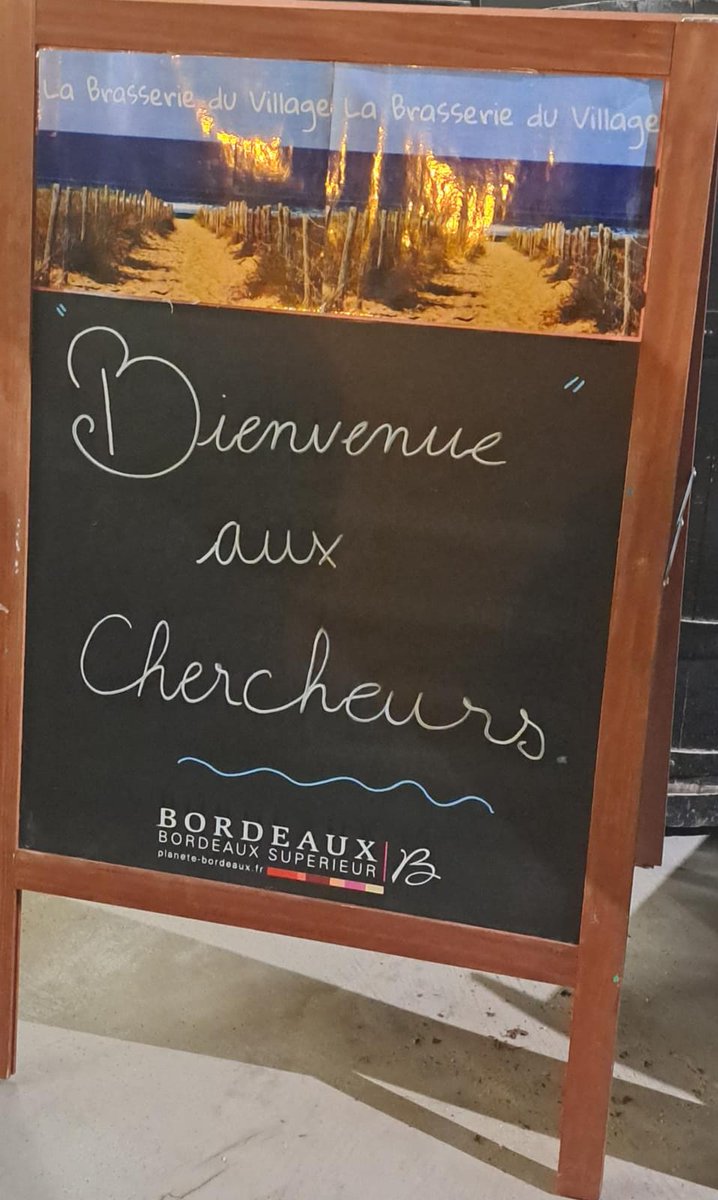 La Brasserie du Village La Brasserie du Village
" Bienvenue "
aux
Chercheurs.
BORDEAUX
BORDEAUX SUPERIEUR B
planete-bordeaux.fr